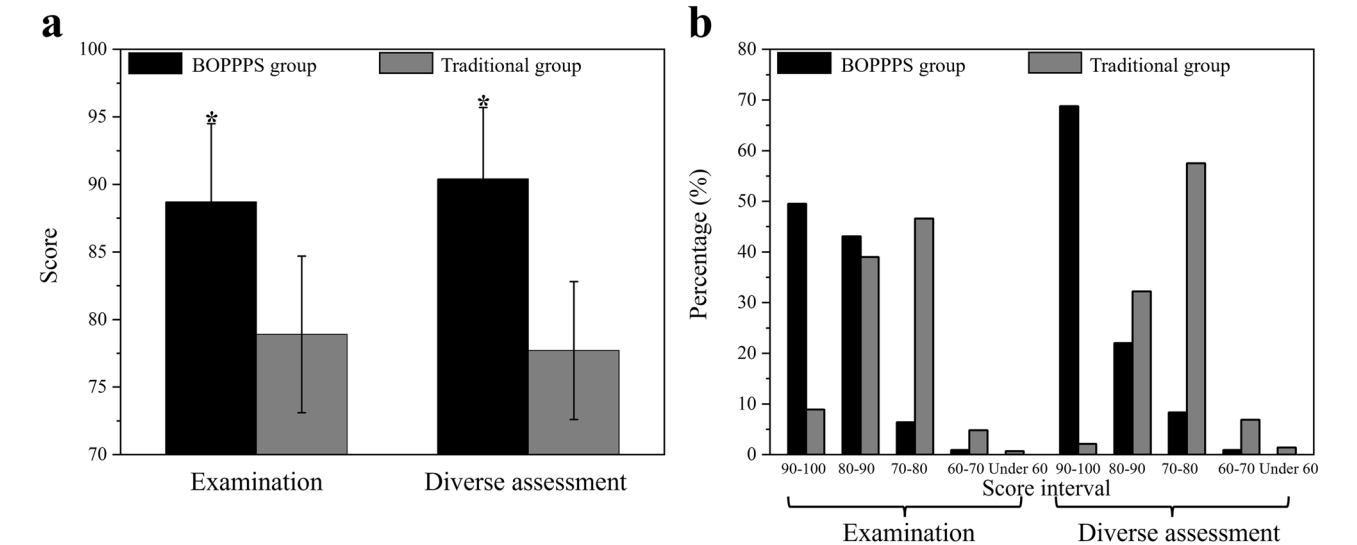 a
100
95
90
85
80
75
70
Score
BOPPPS group
Traditional group
*
*
Examination
Diverse assessment
b
80
70
60
50
40
30
20
10
0
Percentage (%)
BOPPPS group
Traditional group
90-100 80-90 70-80 60-70 Under 60 90-100 80-90 70-80 60-70 Under 60
Score interval
Examination
Diverse assessment